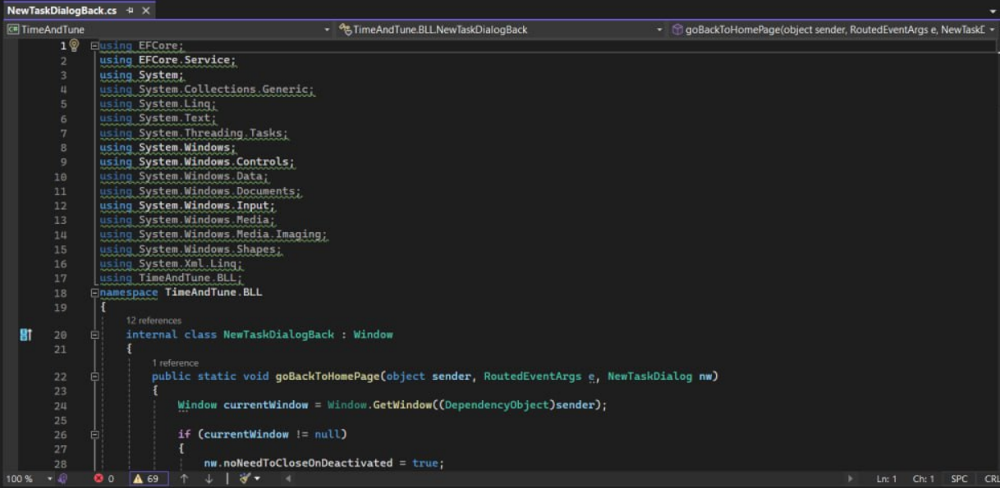 NewTaskDialogBack.cs
TimeAndTune TimeAndTune.BLL.NewTaskDialogBack goBackToHomePage(object sender, RoutedEventArgs e, NewTaskD
1 using EFCore;
2 using EFCore.Service;
3 using System;
4 using System.Collections.Generic;
5 using System.Linq;
6 using System.Text;
7 using System.Threading.Tasks;
8 using System.Windows;
9 using System.Windows.Controls;
10 using System.Windows.Data;
11 using System.Windows.Documents;
12 using System.Windows.Input;
13 using System.Windows.Media;
14 using System.Windows.Media.Imaging;
15 using System.Windows.Shapes;
16 using System.Xml.Linq;
17 using TimeAndTune.BLL;
18 namespace TimeAndTune.BLL
19 {
12 references
20 internal class NewTaskDialogBack : Window
21 {
1 reference
22 public static void goBackToHomePage(object sender, RoutedEventArgs e, NewTaskDialog nw)
23 {
24 Window currentWindow = Window.GetWindow((DependencyObject)sender);
25
26 if (currentWindow != null)
27 {
28 nw.noNeedToCloseOnDeactivated = true;
100 % 0 69 Ln: 1 Ch: 1 SPC CRL